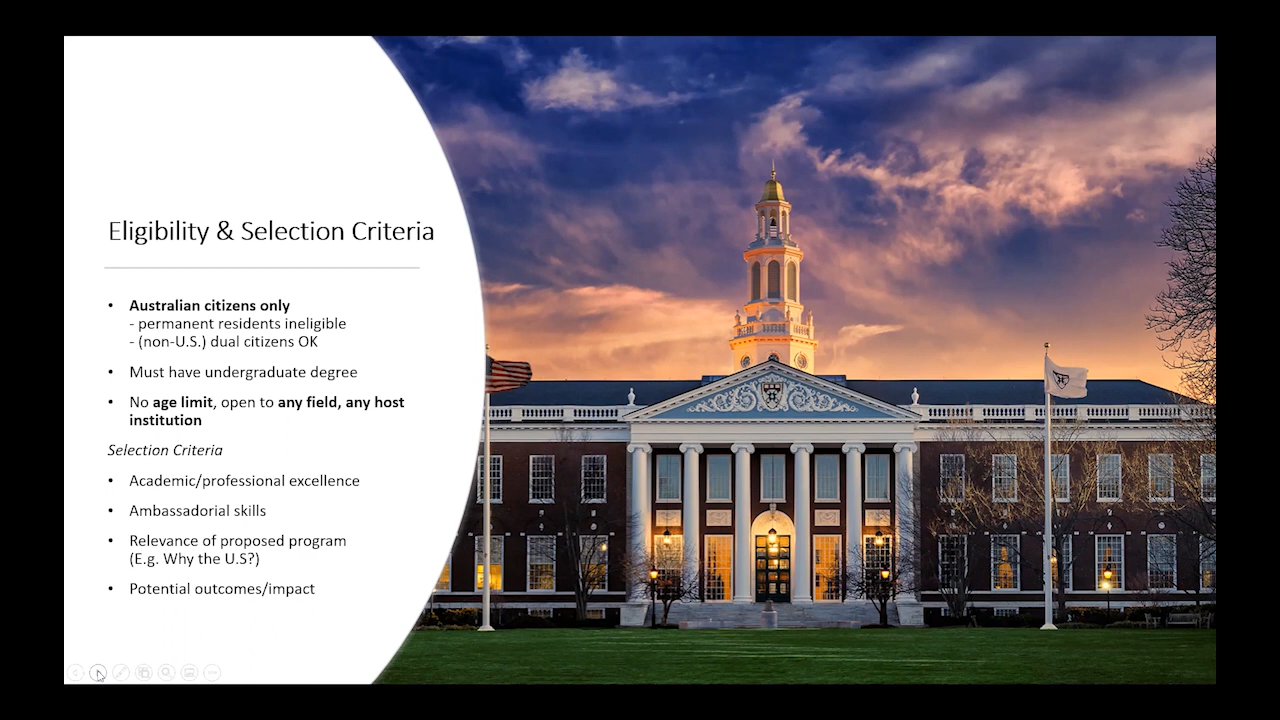 Eligibility & Selection Criteria
• Australian citizens only
- permanent residents ineligible
- (non-U.S.) dual citizens OK
• Must have undergraduate degree
• No age limit, open to any field, any host
institution
Selection Criteria
• Academic/professional excellence
• Ambassadorial skills
• Relevance of proposed program
(E.g. Why the U.S?)
• Potential outcomes/impact